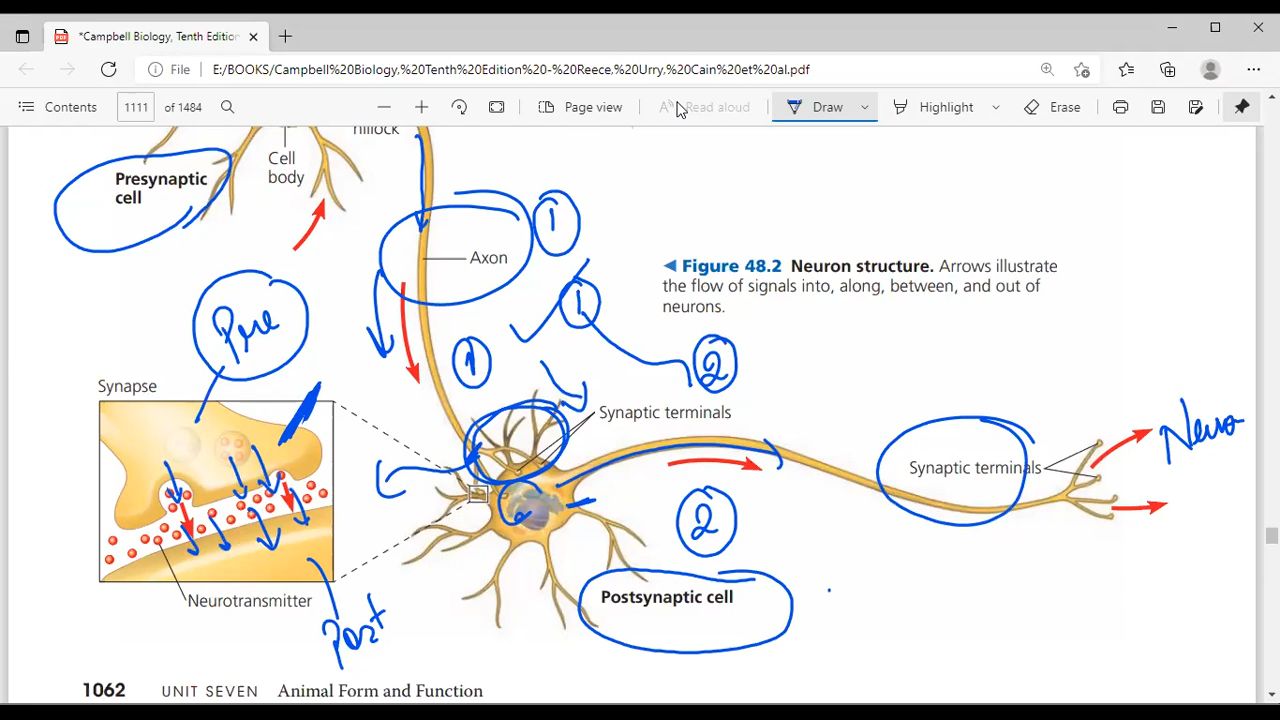 *Campbell Biology, Tenth Edition
File E:/BOOKS/Campbell%20Biology,%20Tenth%20Edition%20-%20Reece,%20Urry,%20Cain%20et%20al.pdf
Contents 1111 of 1484 Page view Read aloud Draw Highlight Erase
hillock
Cell
body
Presynaptic
cell
1
Axon
◀ Figure 48.2 Neuron structure. Arrows illustrate
the flow of signals into, along, between, and out of
neurons.
Pre
1
1
2
Synapse
Synaptic terminals
Synaptic terminals
Neuro
2
Neurotransmitter
Postsynaptic cell
Post
1062 UNIT SEVEN Animal Form and Function